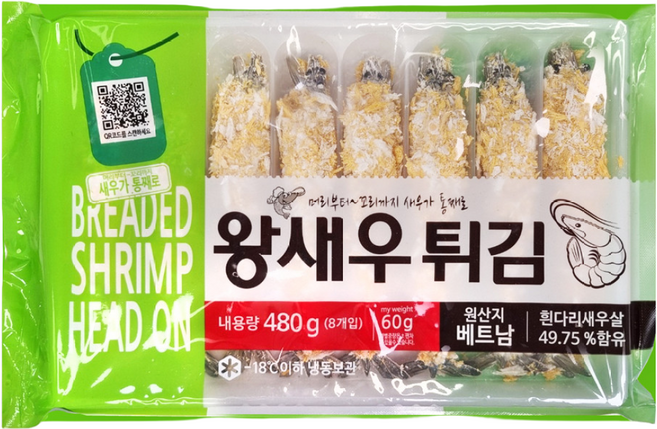 QR코드를 스캔하세요
새우가 통째로
BREADED
SHRIMP
HEAD ON
머리부터~꼬리까지 새우가 통째로
왕새우 튀김
내용량 480g (8개입)
my weight
60g
원산지
베트남
흰다리새우살
49.75 %함유
-18℃이하 냉동보관